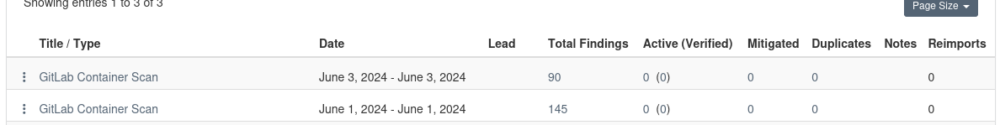 Showing entries 1 to 3 of 3
Page Size
Title / Type Date Lead Total Findings Active (Verified) Mitigated Duplicates Notes Reimports
GitLab Container Scan June 3, 2024 - June 3, 2024 90 0 (0) 0 0 0
GitLab Container Scan June 1, 2024 - June 1, 2024 145 0 (0) 0 0 0